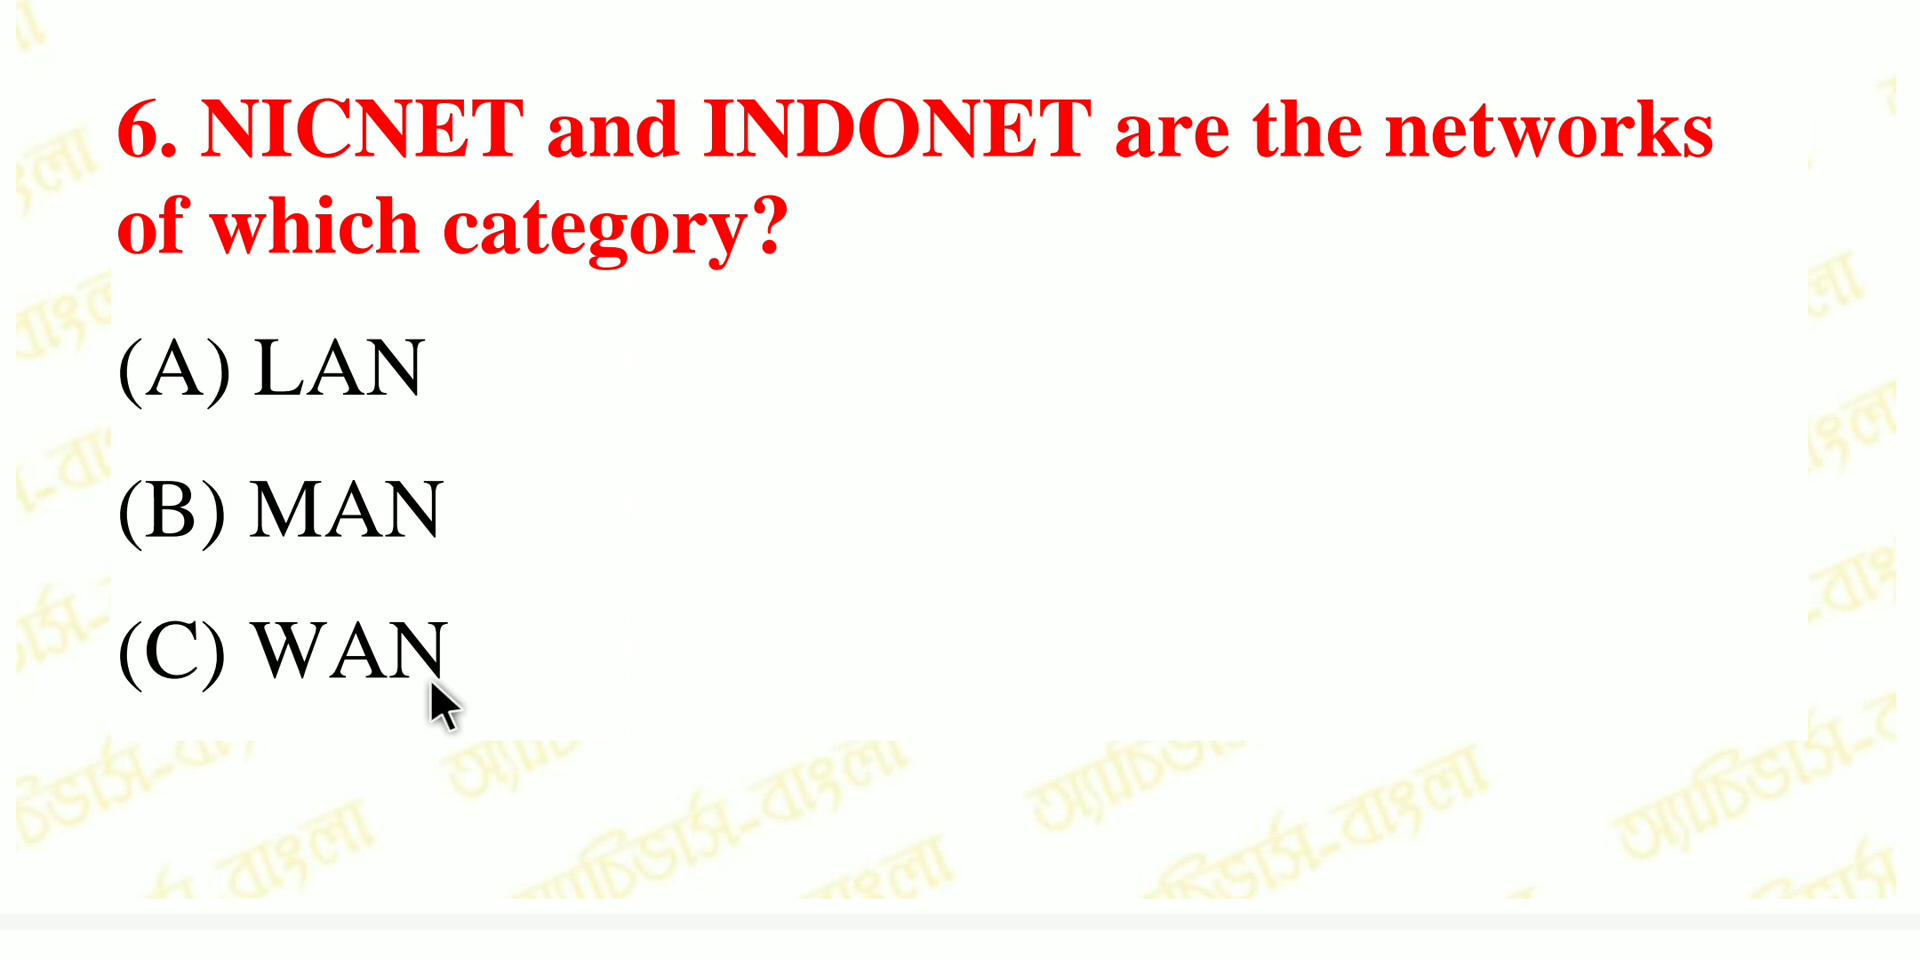 6. NICNET and INDONET are the networks
of which category?
(A) LAN
(B) MAN
(C) WAN
অ্যাচিভার্স-বাংলা